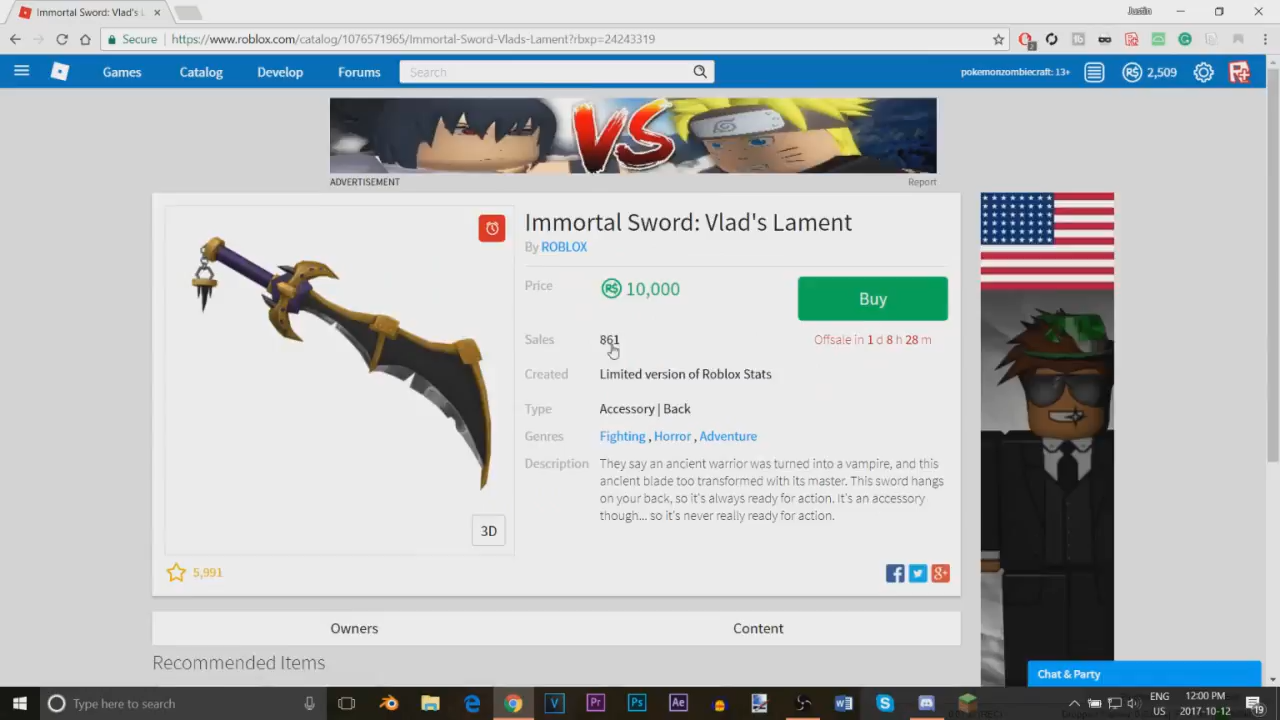 Immortal Sword: Vlad's L
Justin
Secure
https://www.roblox.com/catalog/1076571965/Immortal-Sword-Vlads-Lament?rbxp=24243319
Games
Catalog
Develop
Forums
Search
pokemonzombiecraft: 13+
R$ 2,509
R+
VS
ADVERTISEMENT
Report
Immortal Sword: Vlad's Lament
By ROBLOX
Price
R$ 10,000
Buy
Sales
861
Offsale in 1 d 8 h 28 m
Created
Limited version of Roblox Stats
Type
Accessory | Back
Genres
Fighting , Horror , Adventure
Description
They say an ancient warrior was turned into a vampire, and this
ancient blade too transformed with its master. This sword hangs
on your back, so it's always ready for action. It's an accessory
though... so it's never really ready for action.
3D
5,991
Owners
Content
Recommended Items
Chat & Party
Type here to search
Pr
Ps
Ae
ENG
US
12:00 PM
2017-10-12
19